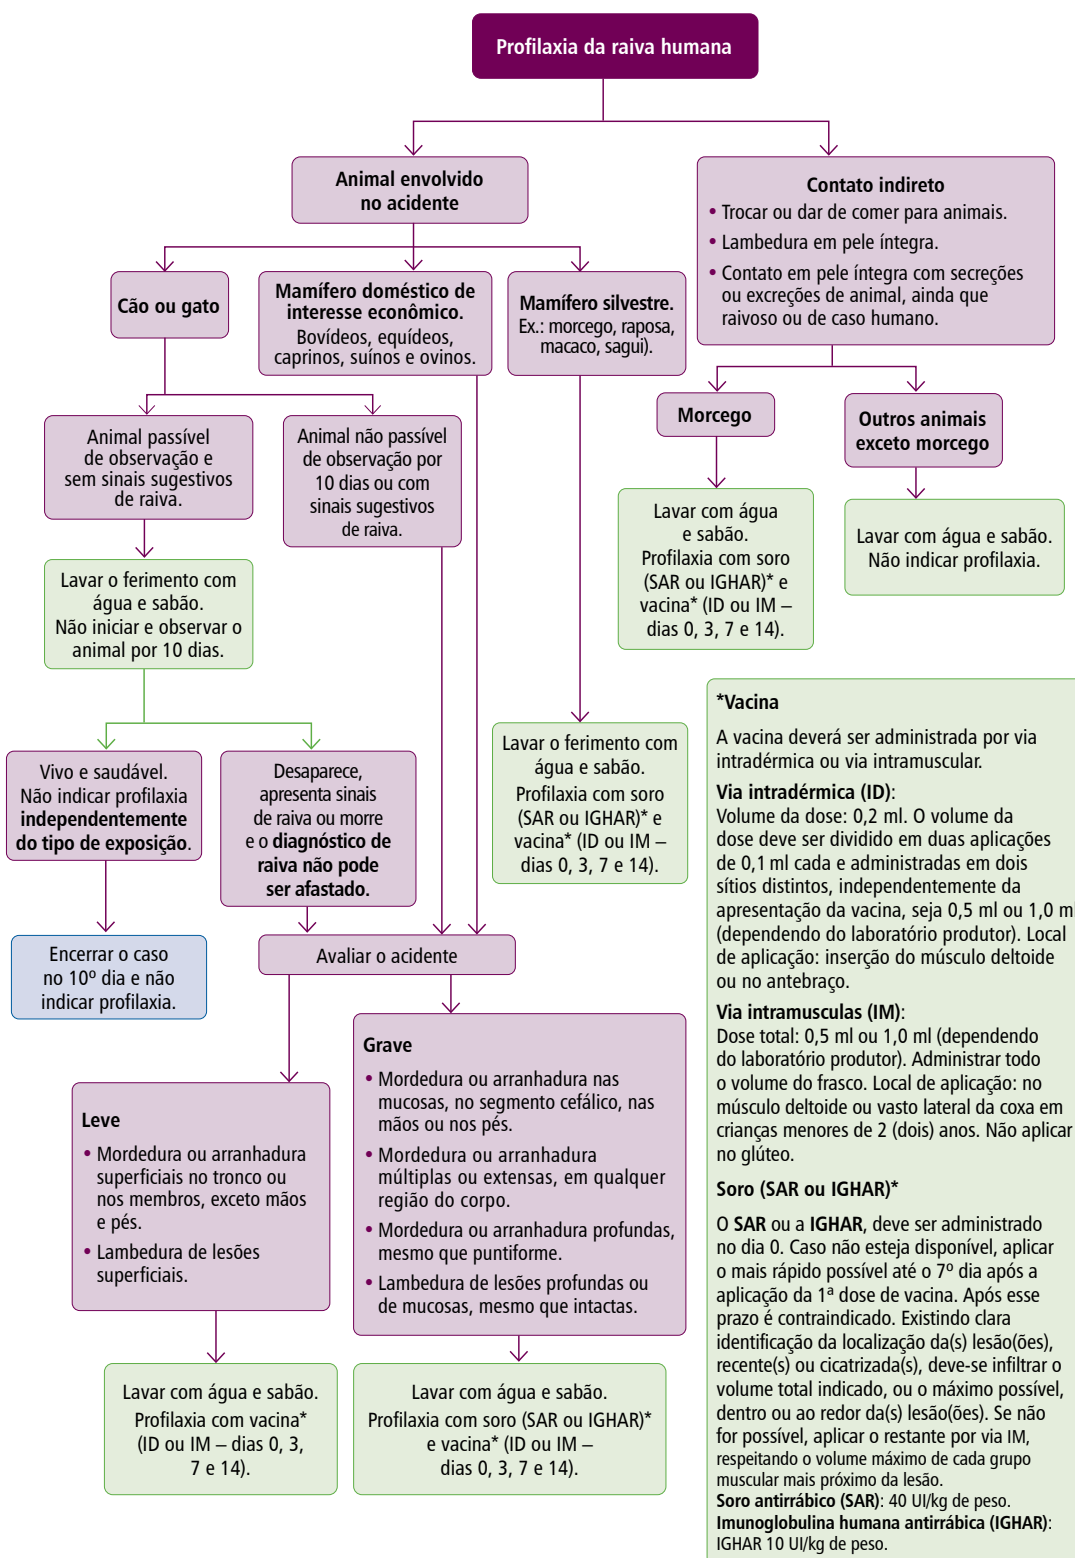 Profilaxia da raiva humana
Animal envolvido
no acidente
Contato indireto
• Trocar ou dar de comer para animais.
• Lambedura em pele íntegra.
• Contato em pele íntegra com secreções
ou excreções de animal, ainda que
raivoso ou de caso humano.
Cão ou gato
Mamífero doméstico de
interesse econômico.
Bovídeos, equídeos,
caprinos, suínos e ovinos.
Mamífero silvestre.
Ex.: morcego, raposa,
macaco, sagui).
Morcego
Outros animais
exceto morcego
Animal passível
de observação e
sem sinais sugestivos
de raiva.
Animal não passível
de observação por
10 dias ou com
sinais sugestivos
de raiva.
Lavar com água
e sabão.
Profilaxia com soro
(SAR ou IGHAR)* e
vacina* (ID ou IM –
dias 0, 3, 7 e 14).
Lavar com água e sabão.
Não indicar profilaxia.
Lavar o ferimento com
água e sabão.
Não iniciar e observar o
animal por 10 dias.
Vivo e saudável.
Não indicar profilaxia
independentemente
do tipo de exposição.
Desaparece,
apresenta sinais
de raiva ou morre
e o diagnóstico de
raiva não pode
ser afastado.
Lavar o ferimento com
água e sabão.
Profilaxia com soro
(SAR ou IGHAR)* e
vacina* (ID ou IM –
dias 0, 3, 7 e 14).
Encerrar o caso
no 10º dia e não
indicar profilaxia.
Avaliar o acidente
Leve
• Mordedura ou arranhadura
superficiais no tronco ou
nos membros, exceto mãos
e pés.
• Lambedura de lesões
superficiais.
Grave
• Mordedura ou arranhadura nas
mucosas, no segmento cefálico, nas
mãos ou nos pés.
• Mordedura ou arranhadura
múltiplas ou extensas, em qualquer
região do corpo.
• Mordedura ou arranhadura profundas,
mesmo que puntiforme.
• Lambedura de lesões profundas ou
de mucosas, mesmo que intactas.
Lavar com água e sabão.
Profilaxia com vacina*
(ID ou IM – dias 0, 3,
7 e 14).
Lavar com água e sabão.
Profilaxia com soro (SAR ou IGHAR)*
e vacina* (ID ou IM –
dias 0, 3, 7 e 14).
*Vacina
A vacina deverá ser administrada por via
intradérmica ou via intramuscular.
Via intradérmica (ID):
Volume da dose: 0,2 ml. O volume da
dose deve ser dividido em duas aplicações
de 0,1 ml cada e administradas em dois
sítios distintos, independentemente da
apresentação da vacina, seja 0,5 ml ou 1,0 ml
(dependendo do laboratório produtor). Local
de aplicação: inserção do músculo deltoide
ou no antebraço.
Via intramusculas (IM):
Dose total: 0,5 ml ou 1,0 ml (dependendo
do laboratório produtor). Administrar todo
o volume do frasco. Local de aplicação: no
músculo deltoide ou vasto lateral da coxa em
crianças menores de 2 (dois) anos. Não aplicar
no glúteo.
Soro (SAR ou IGHAR)*
O SAR ou a IGHAR, deve ser administrado
no dia 0. Caso não esteja disponível, aplicar
o mais rápido possível até o 7º dia após a
aplicação da 1ª dose de vacina. Após esse
prazo é contraindicado. Existindo clara
identificação da localização da(s) lesão(ões),
recente(s) ou cicatrizada(s), deve-se infiltrar o
volume total indicado, ou o máximo possível,
dentro ou ao redor da(s) lesão(ões). Se não
for possível, aplicar o restante por via IM,
respeitando o volume máximo de cada grupo
muscular mais próximo da lesão.
Soro antirrábico (SAR): 40 UI/kg de peso.
Imunoglobulina humana antirrábica (IGHAR):
IGHAR 10 UI/kg de peso.